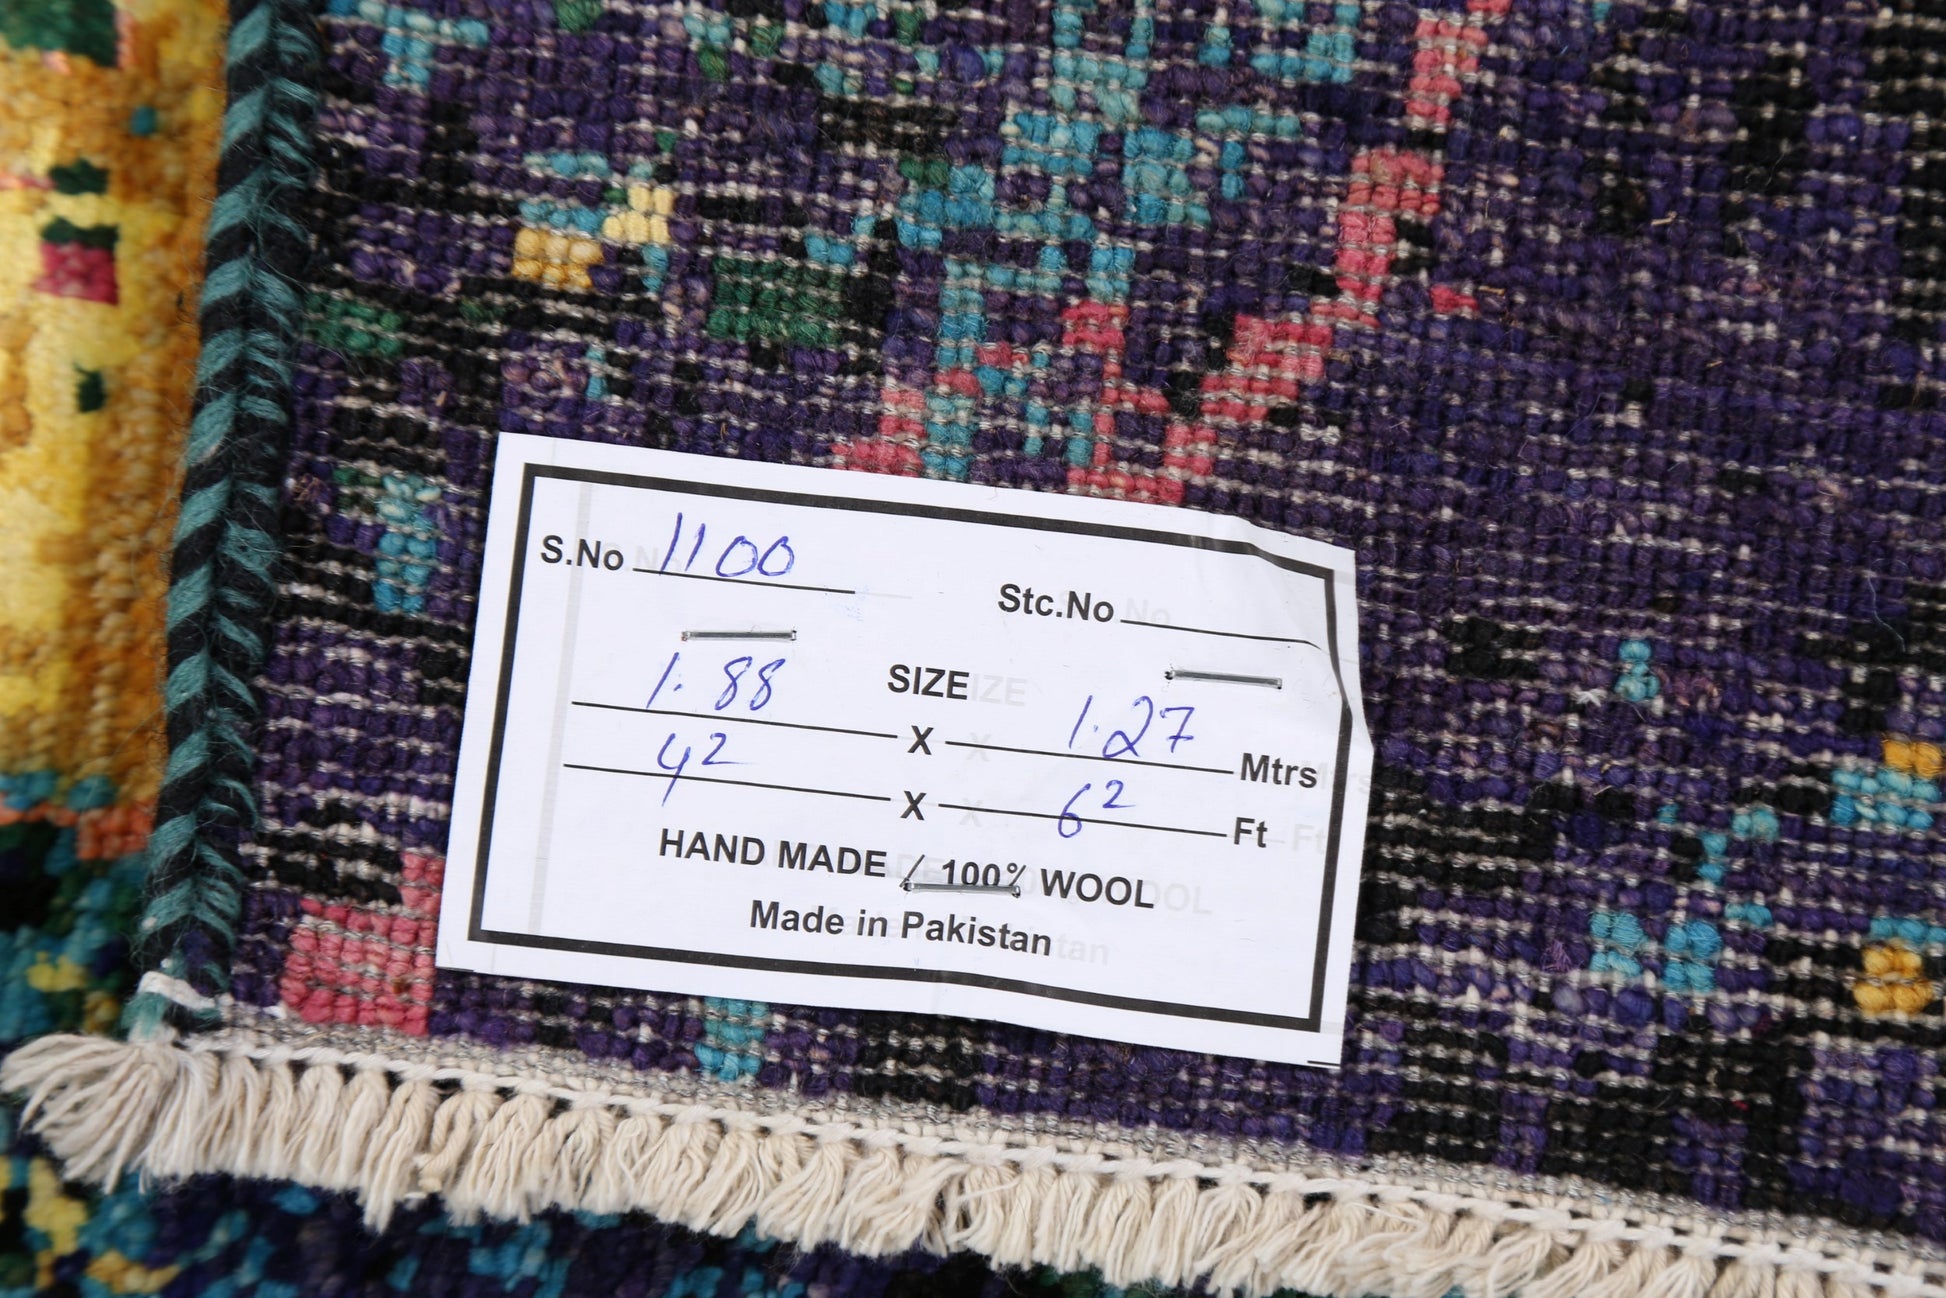 S.No 1100 Stc.No
SIZE
1.88 X 1.27 Mtrs
4² X 6² Ft
HAND MADE / 100% WOOL
Made in Pakistan